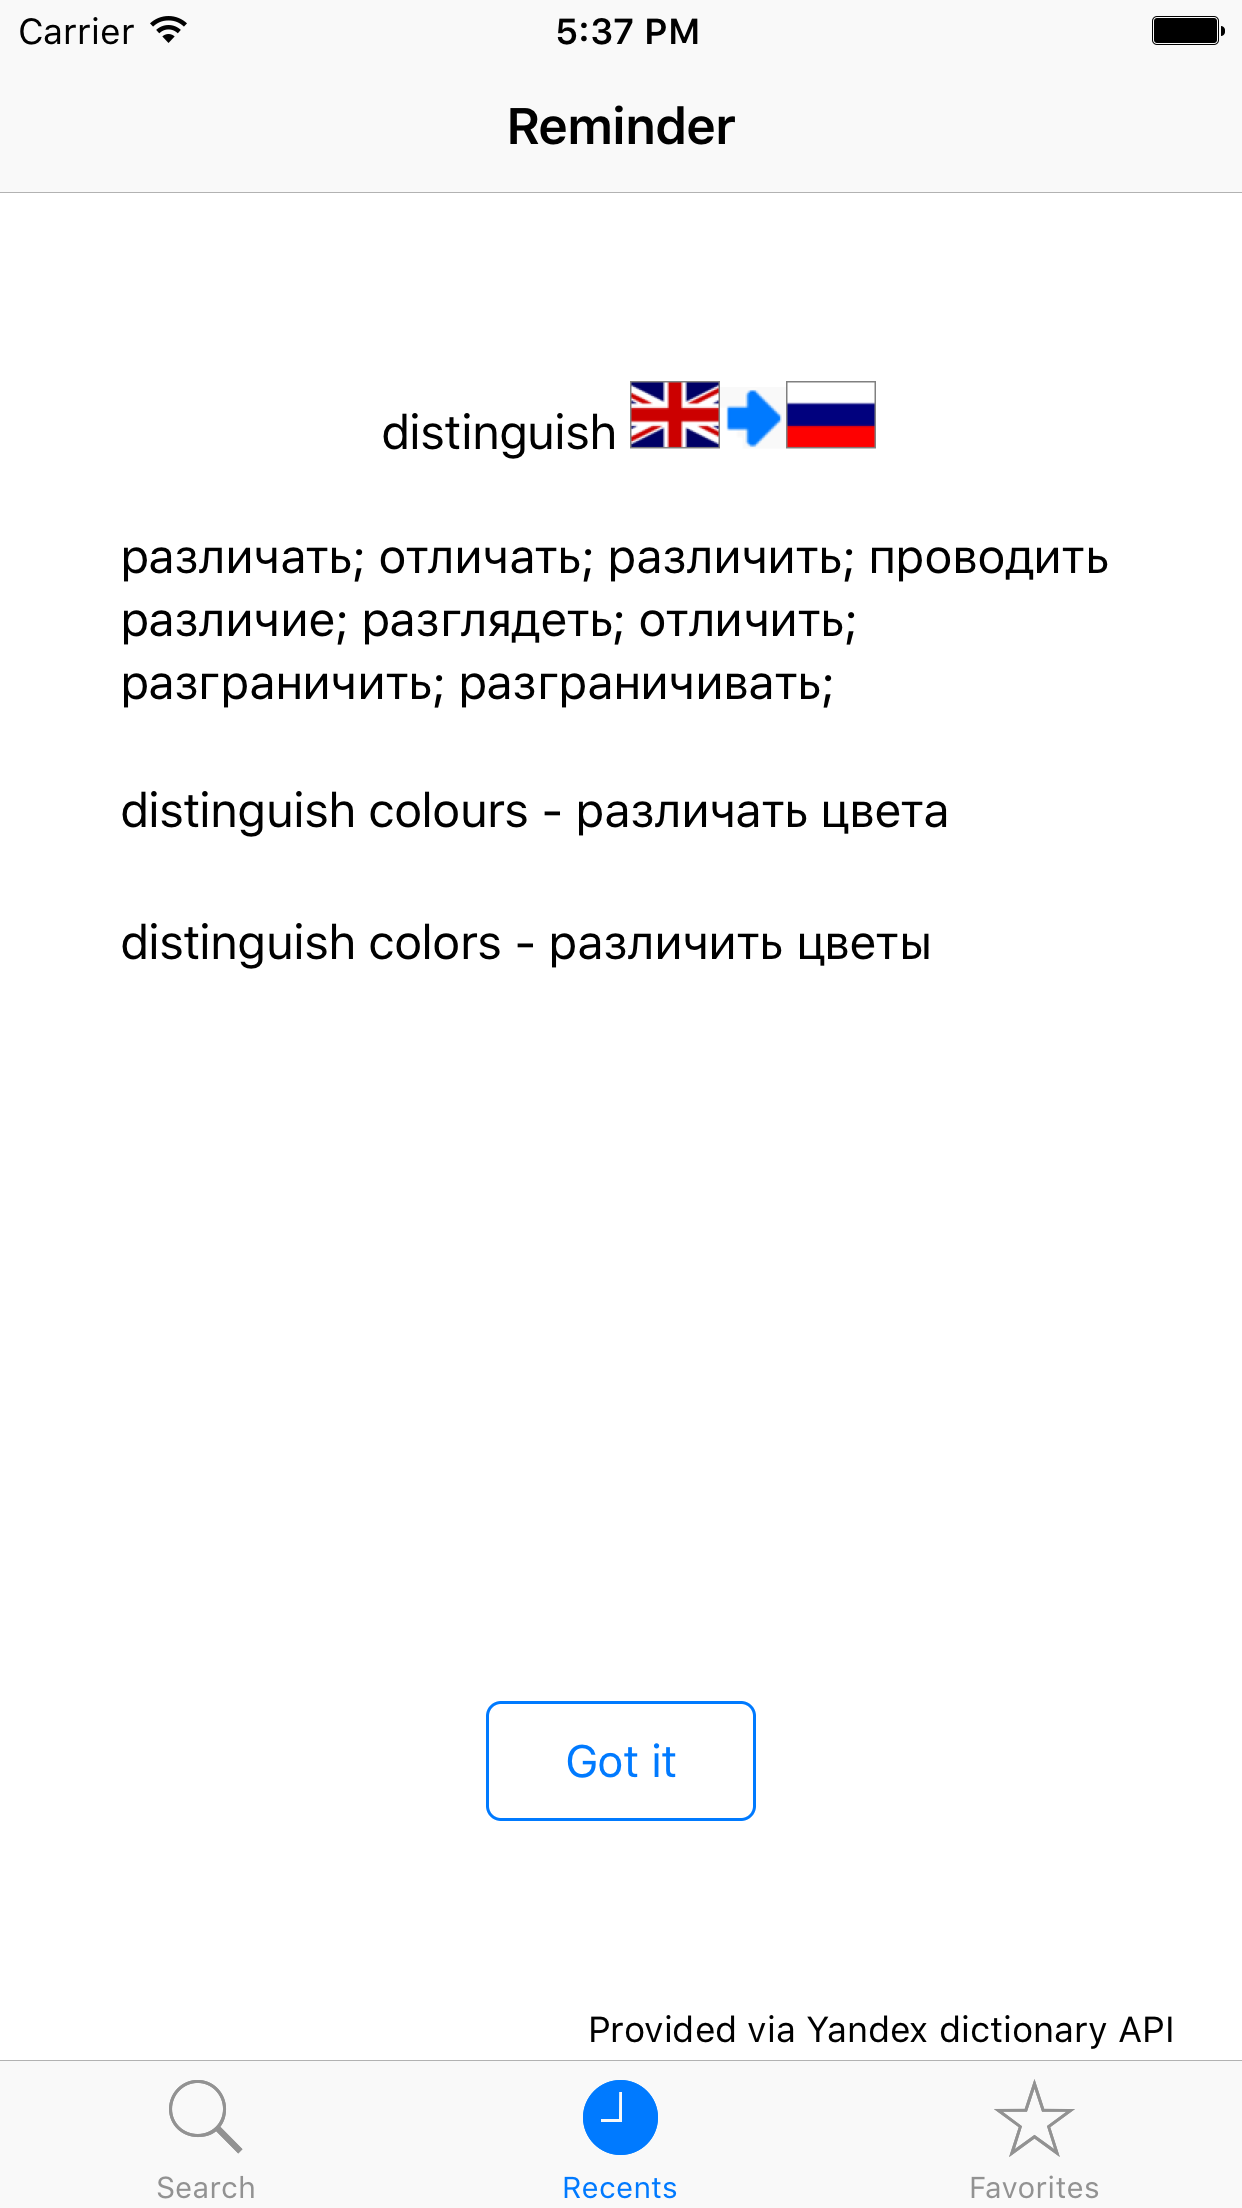 Carrier 5:37 PM
Reminder
distinguish
различать; отличать; различить; проводить
различие; разглядеть; отличить;
разграничить; разграничивать;
distinguish colours - различать цвета
distinguish colors - различить цветы
Got it
Provided via Yandex dictionary API
Search Recents Favorites